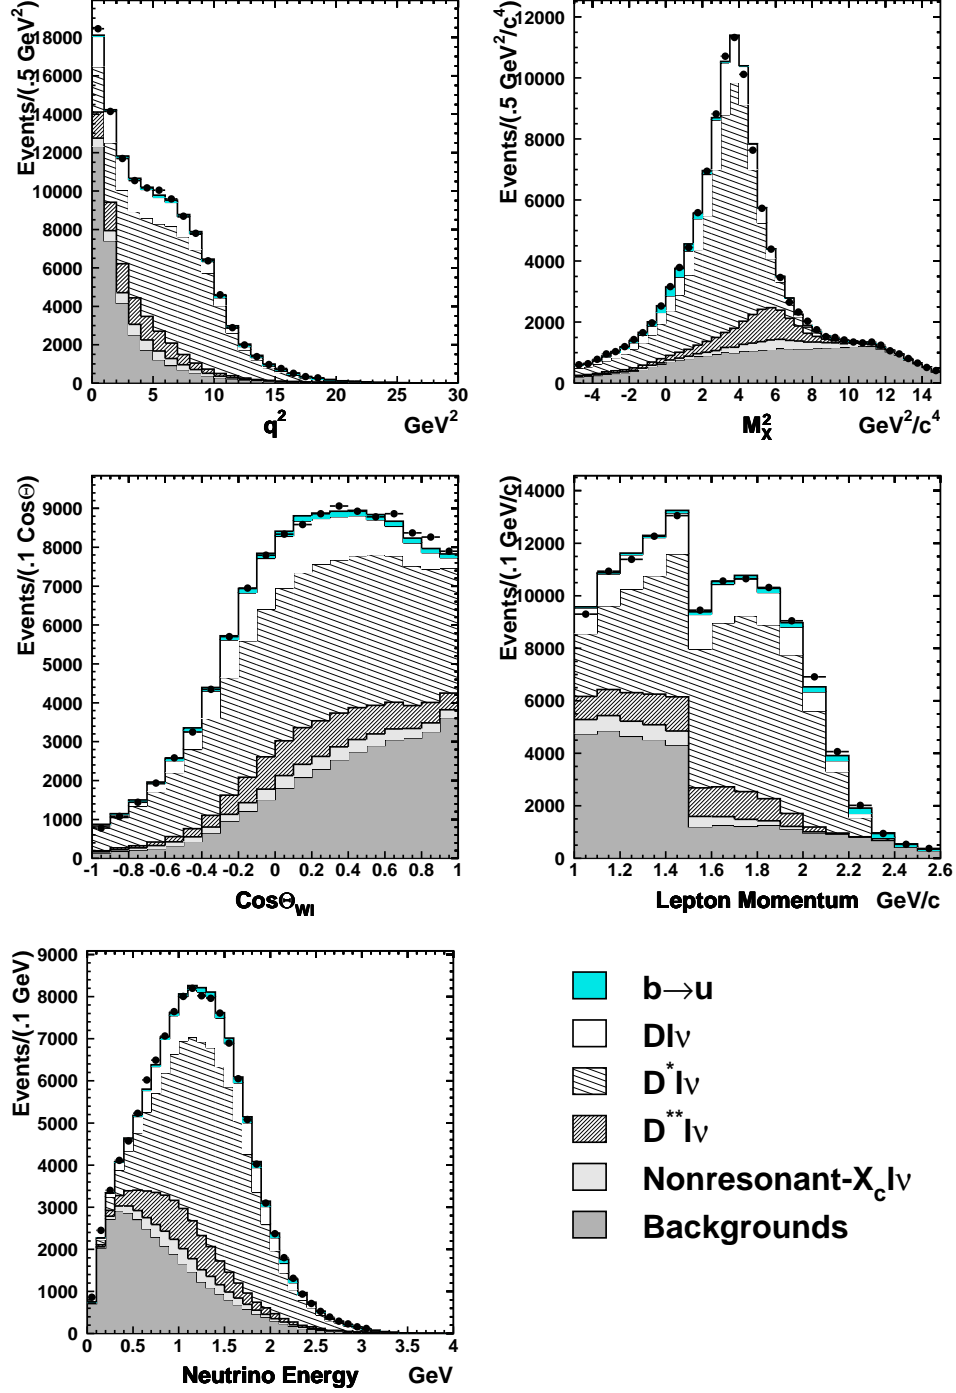 Events/(.5 GeV²)
18000
16000
14000
12000
10000
8000
6000
4000
2000
0
0 5 10 15 20 25 30
q² GeV²
Events/(.5 GeV²/c⁴)
12000
10000
8000
6000
4000
2000
0
-4 -2 0 2 4 6 8 10 12 14
M_X² GeV²/c⁴
Events/(.1 CosΘ)
9000
8000
7000
6000
5000
4000
3000
2000
1000
0
-1 -0.8 -0.6 -0.4 -0.2 0 0.2 0.4 0.6 0.8 1
CosΘ_Wl
Events/(.1 GeV/c)
14000
12000
10000
8000
6000
4000
2000
0
1 1.2 1.4 1.6 1.8 2 2.2 2.4 2.6
Lepton Momentum GeV/c
Events/(.1 GeV)
9000
8000
7000
6000
5000
4000
3000
2000
1000
0
0 0.5 1 1.5 2 2.5 3 3.5 4
Neutrino Energy GeV
b→u
Dlν
D*lν
D**lν
Nonresonant-X_c lν
Backgrounds